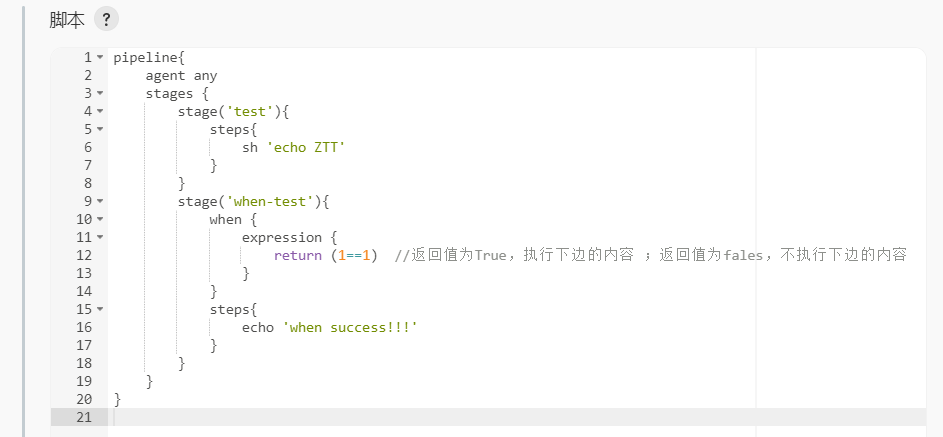 脚本 ?
1 pipeline{
2     agent any
3     stages {
4         stage('test'){
5             steps{
6                 sh 'echo ZTT'
7             }
8         }
9         stage('when-test'){
10             when {
11                 expression {
12                     return (1==1)  //返回值为True，执行下边的内容 ；返回值为fales，不执行下边的内容
13                 }
14             }
15             steps{
16                 echo 'when success!!!'
17             }
18         }
19     }
20 }
21